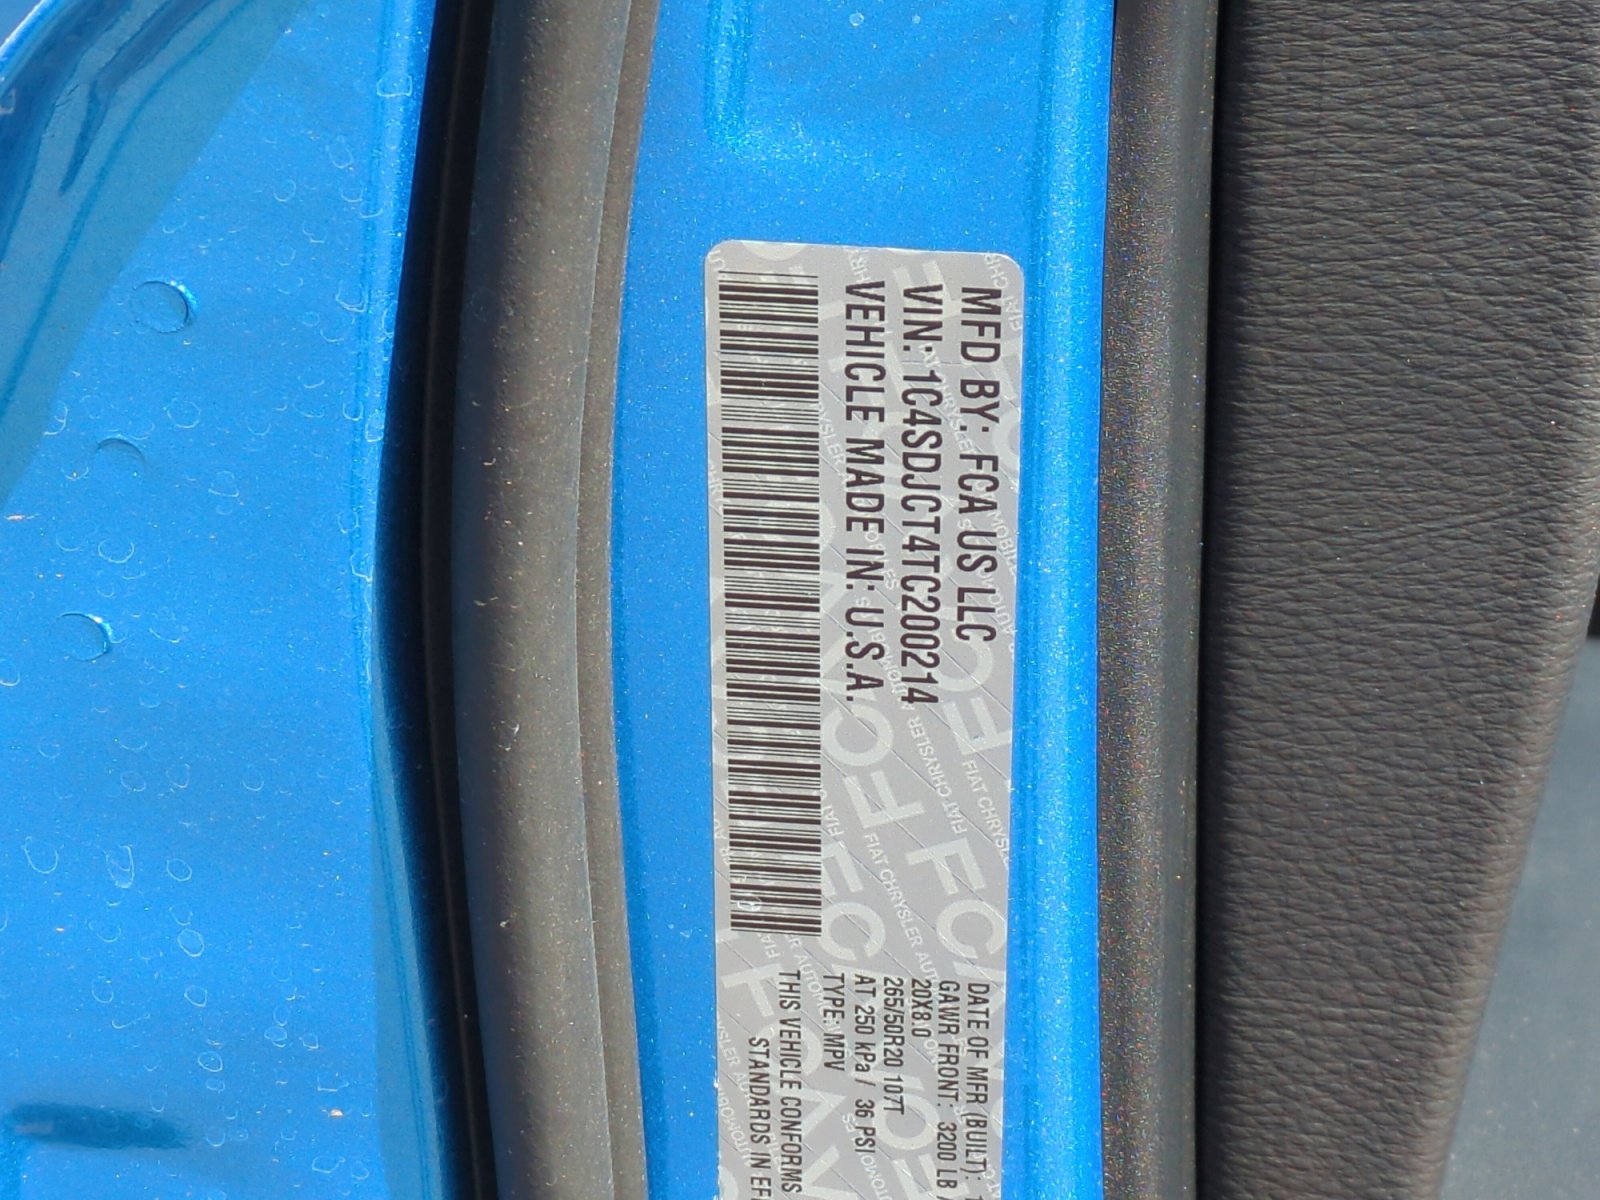 MFD BY: FCA US LLC
VIN: 1C4SDJCT4TC200214
VEHICLE MADE IN: U.S.A.
DATE OF MFR (BUILT):
GAWR FRONT: 3200 LB
20X8.0
265/50R20 107T
AT 250 kPa / 36 PSI
TYPE: MPV
THIS VEHICLE CONFORMS
STANDARDS IN